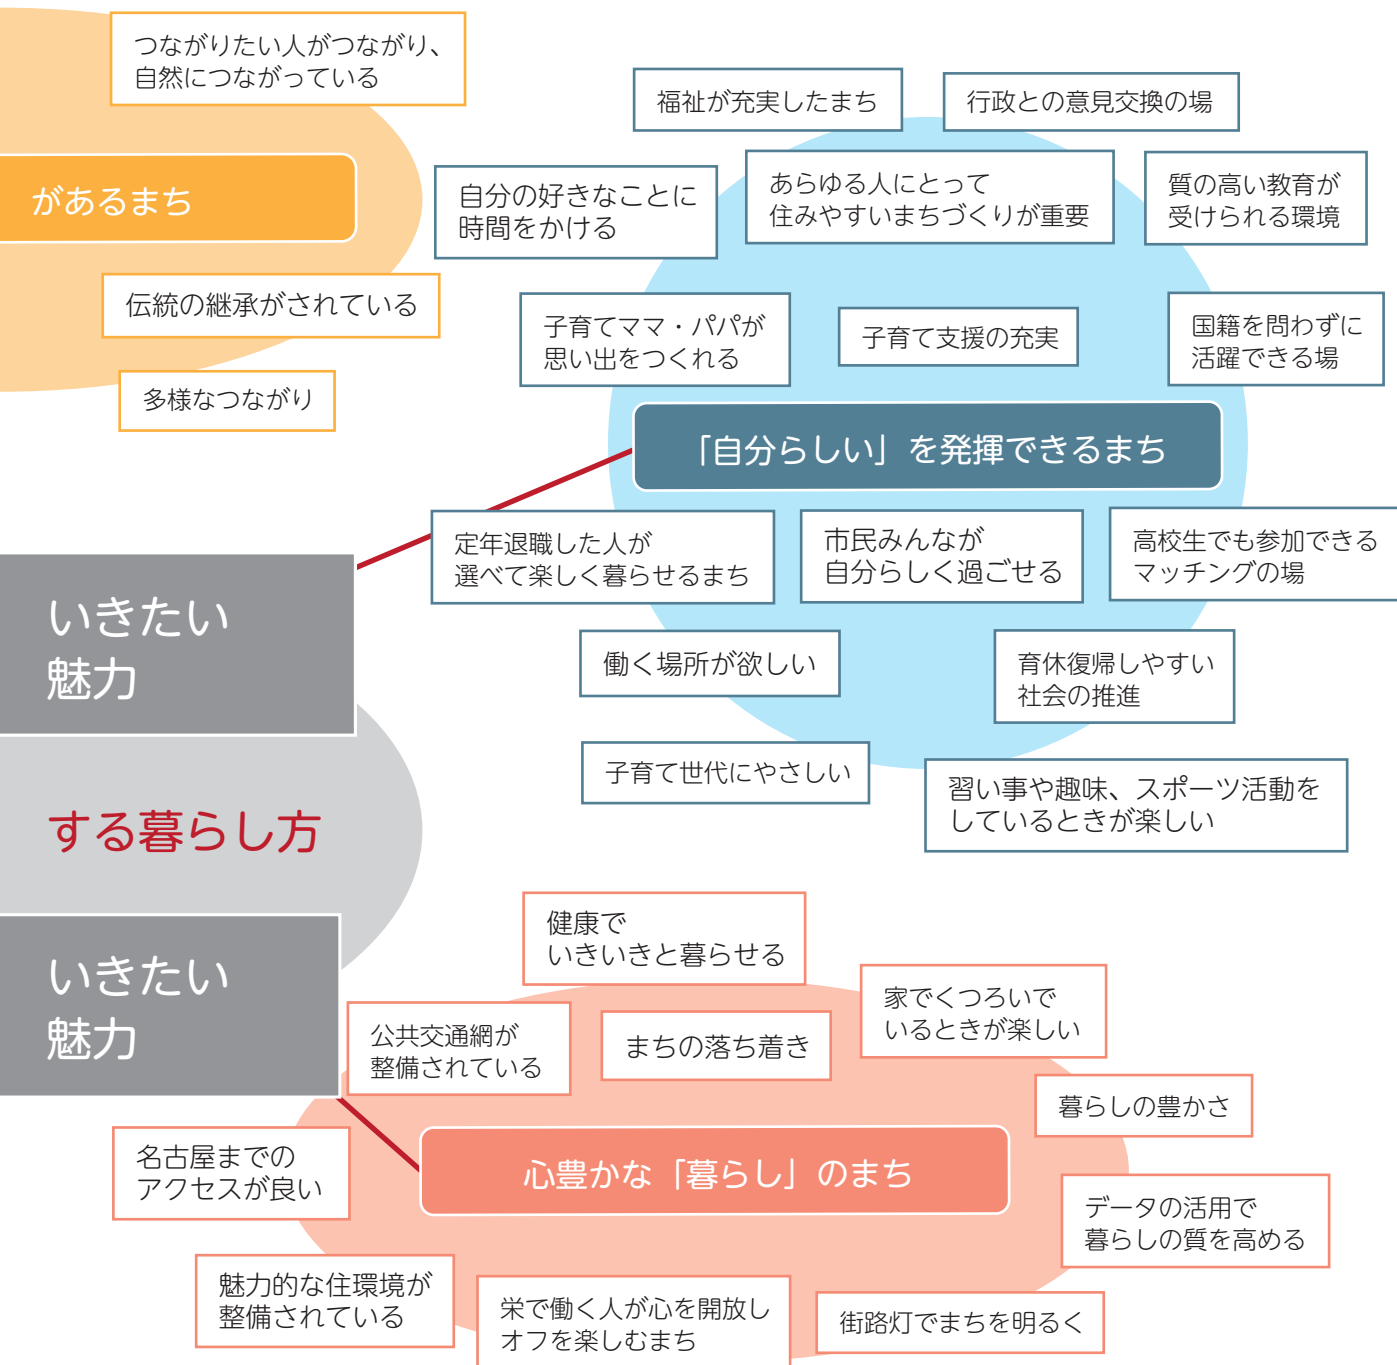 つながりたい人がつながり、
自然につながっている
があるまち
伝統の継承がされている
多様なつながり
福祉が充実したまち
行政との意見交換の場
自分の好きなことに
時間をかける
あらゆる人にとって
住みやすいまちづくりが重要
質の高い教育が
受けられる環境
子育てママ・パパが
思い出をつくれる
子育て支援の充実
国籍を問わずに
活躍できる場
「自分らしい」を発揮できるまち
定年退職した人が
選べて楽しく暮らせるまち
市民みんなが
自分らしく過ごせる
高校生でも参加できる
マッチングの場
働く場所が欲しい
育休復帰しやすい
社会の推進
子育て世代にやさしい
習い事や趣味、スポーツ活動を
しているときが楽しい
いきたい
魅力
する暮らし方
いきたい
魅力
健康で
いきいきと暮らせる
家でくつろいで
いるときが楽しい
公共交通網が
整備されている
まちの落ち着き
暮らしの豊かさ
名古屋までの
アクセスが良い
心豊かな「暮らし」のまち
データの活用で
暮らしの質を高める
魅力的な住環境が
整備されている
栄で働く人が心を開放し
オフを楽しむまち
街路灯でまちを明るく